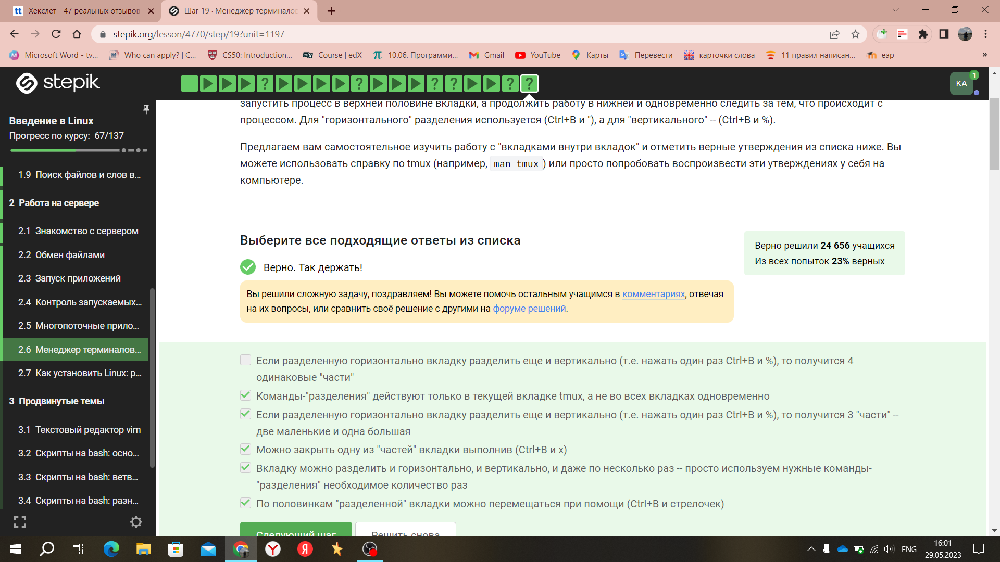 Хекслет - 47 реальных отзывов
Шаг 19 · Менеджер терминалов
stepik.org/lesson/4770/step/19?unit=1197
Microsoft Word - tv...
Who can apply? | C...
CS50: Introduction...
Course | edX
10.06. Программи...
Gmail
YouTube
Карты
Перевести
карточки слова
11 правил написан...
eap
»
stepik
?
?
?
?
?
?
КА
1
Введение в Linux
Прогресс по курсу: 67/137
1.9 Поиск файлов и слов в...
2 Работа на сервере
2.1 Знакомство с сервером
2.2 Обмен файлами
2.3 Запуск приложений
2.4 Контроль запускаемых...
2.5 Многопоточные прило...
2.6 Менеджер терминалов...
2.7 Как установить Linux: р...
3 Продвинутые темы
3.1 Текстовый редактор vim
3.2 Скрипты на bash: осно...
3.3 Скрипты на bash: ветв...
3.4 Скрипты на bash: разн...
запустить процесс в верхней половине вкладки, а продолжить работу в нижней и одновременно следить за тем, что происходит с
процессом. Для "горизонтального" разделения используется (Ctrl+B и "), а для "вертикального" -- (Ctrl+B и %).
Предлагаем вам самостоятельное изучить работу с "вкладками внутри вкладок" и отметить верные утверждения из списка ниже. Вы
можете использовать справку по tmux (например, man tmux ) или просто попробовать воспроизвести эти утверждениях у себя на
компьютере.
Выберите все подходящие ответы из списка
Верно. Так держать!
Верно решили 24 656 учащихся
Из всех попыток 23% верных
Вы решили сложную задачу, поздравляем! Вы можете помочь остальным учащимся в комментариях, отвечая
на их вопросы, или сравнить своё решение с другими на форуме решений.
Если разделенную горизонтально вкладку разделить еще и вертикально (т.е. нажать один раз Ctrl+B и %), то получится 4
одинаковые "части"
Команды-"разделения" действуют только в текущей вкладке tmux, а не во всех вкладках одновременно
Если разделенную горизонтально вкладку разделить еще и вертикально (т.е. нажать один раз Ctrl+B и %), то получится 3 "части" --
две маленькие и одна большая
Можно закрыть одну из "частей" вкладки выполнив (Ctrl+B и x)
Вкладку можно разделить и горизонтально, и вертикально, и даже по несколько раз -- просто используем нужные команды-
"разделения" необходимое количество раз
По половинкам "разделенной" вкладки можно перемещаться при помощи (Ctrl+B и стрелочек)
Следующий шаг
Решить снова
ENG
16:01
29.05.2023